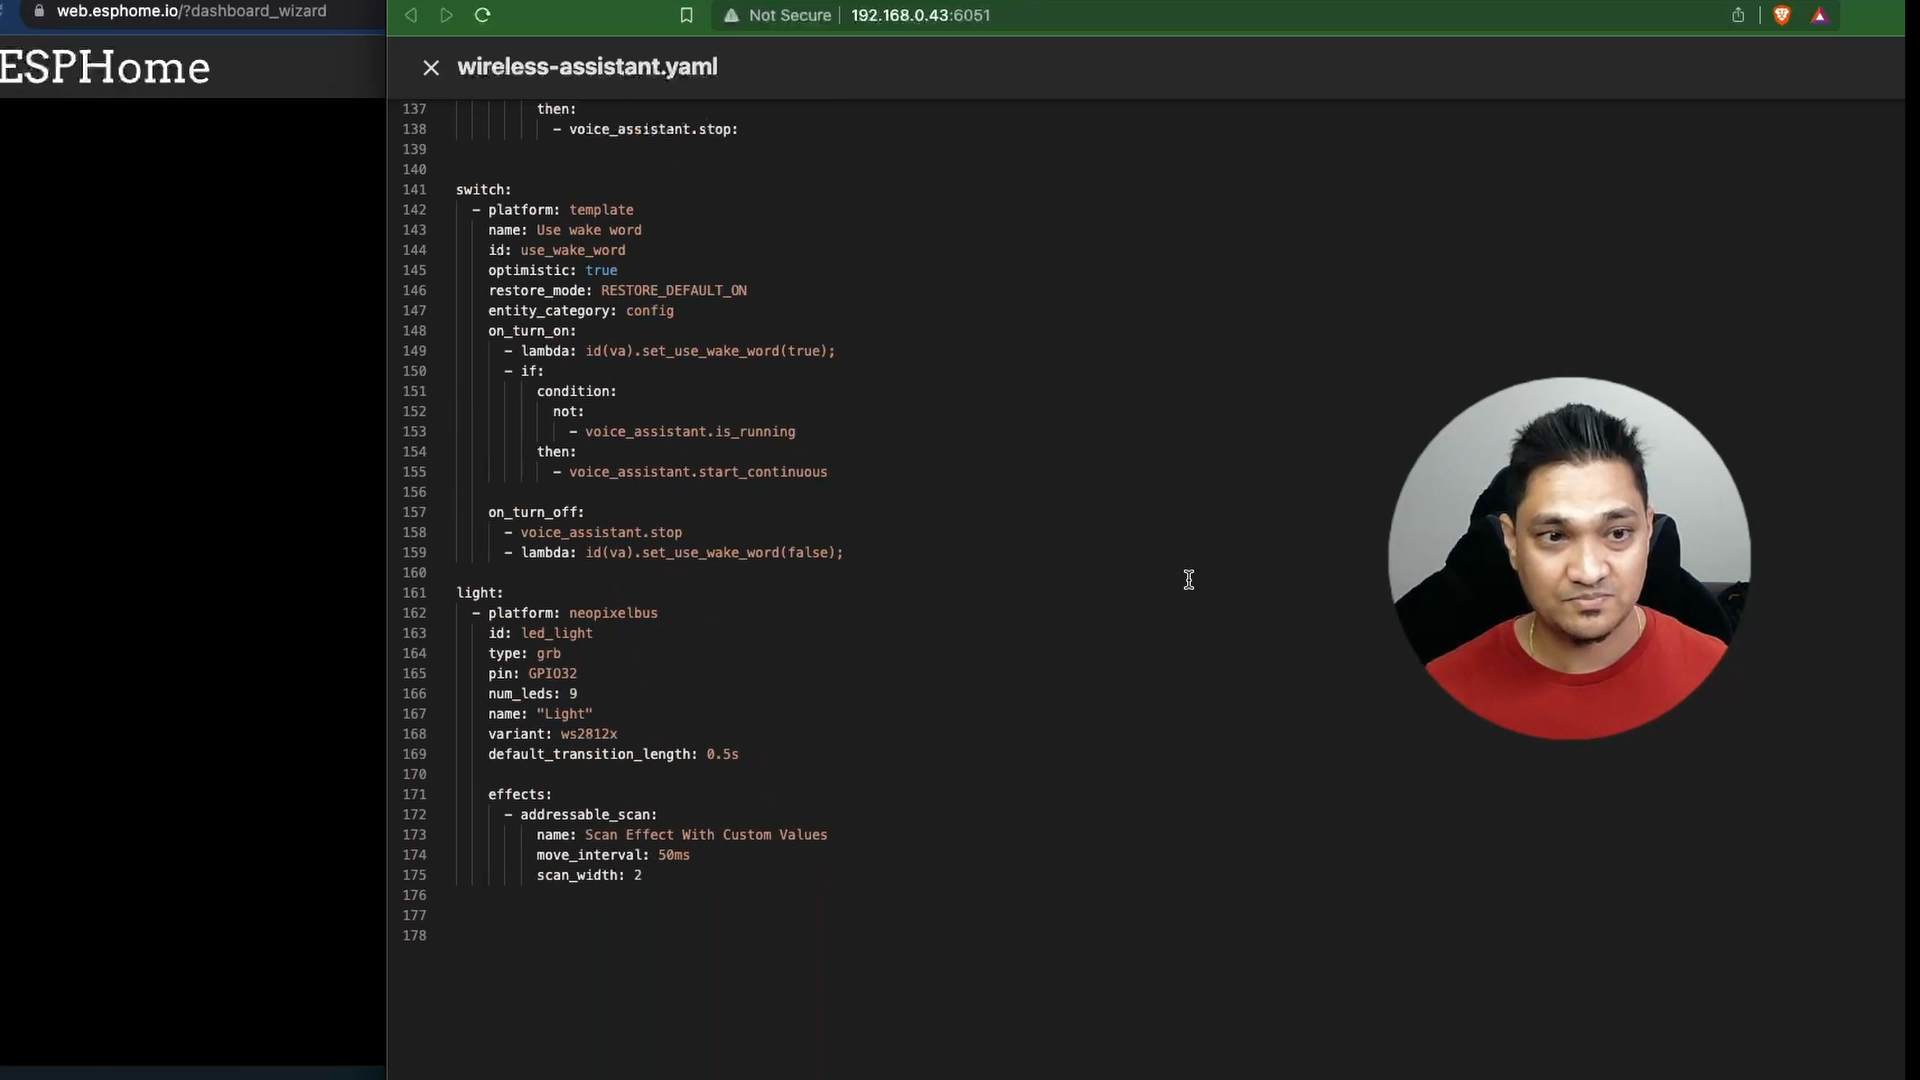 web.esphome.io/?dashboard_wizard
ESPHome
Not Secure 192.168.0.43:6051
wireless-assistant.yaml
137 then:
138 - voice_assistant.stop:
139
140
141 switch:
142 - platform: template
143 name: Use wake word
144 id: use_wake_word
145 optimistic: true
146 restore_mode: RESTORE_DEFAULT_ON
147 entity_category: config
148 on_turn_on:
149 - lambda: id(va).set_use_wake_word(true);
150 - if:
151 condition:
152 not:
153 - voice_assistant.is_running
154 then:
155 - voice_assistant.start_continuous
156
157 on_turn_off:
158 - voice_assistant.stop
159 - lambda: id(va).set_use_wake_word(false);
160
161 light:
162 - platform: neopixelbus
163 id: led_light
164 type: grb
165 pin: GPIO32
166 num_leds: 9
167 name: "Light"
168 variant: ws2812x
169 default_transition_length: 0.5s
170
171 effects:
172 - addressable_scan:
173 name: Scan Effect With Custom Values
174 move_interval: 50ms
175 scan_width: 2
176
177
178